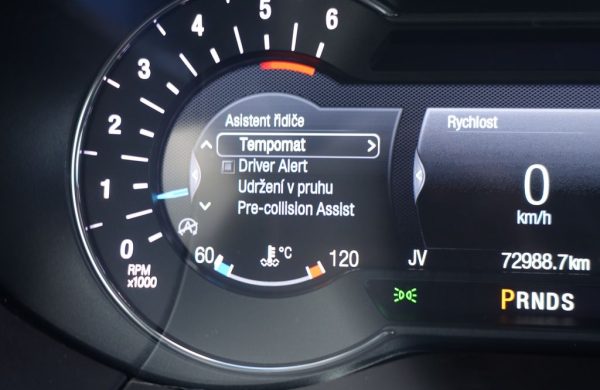 0
1
2
3
4
5
6
RPM
x1000
Asistent řidiče
Tempomat
Driver Alert
Udržení v pruhu
Pre-collision Assist
60
°C
120
Rychlost
0
km/h
JV
72988.7km
PRNDS